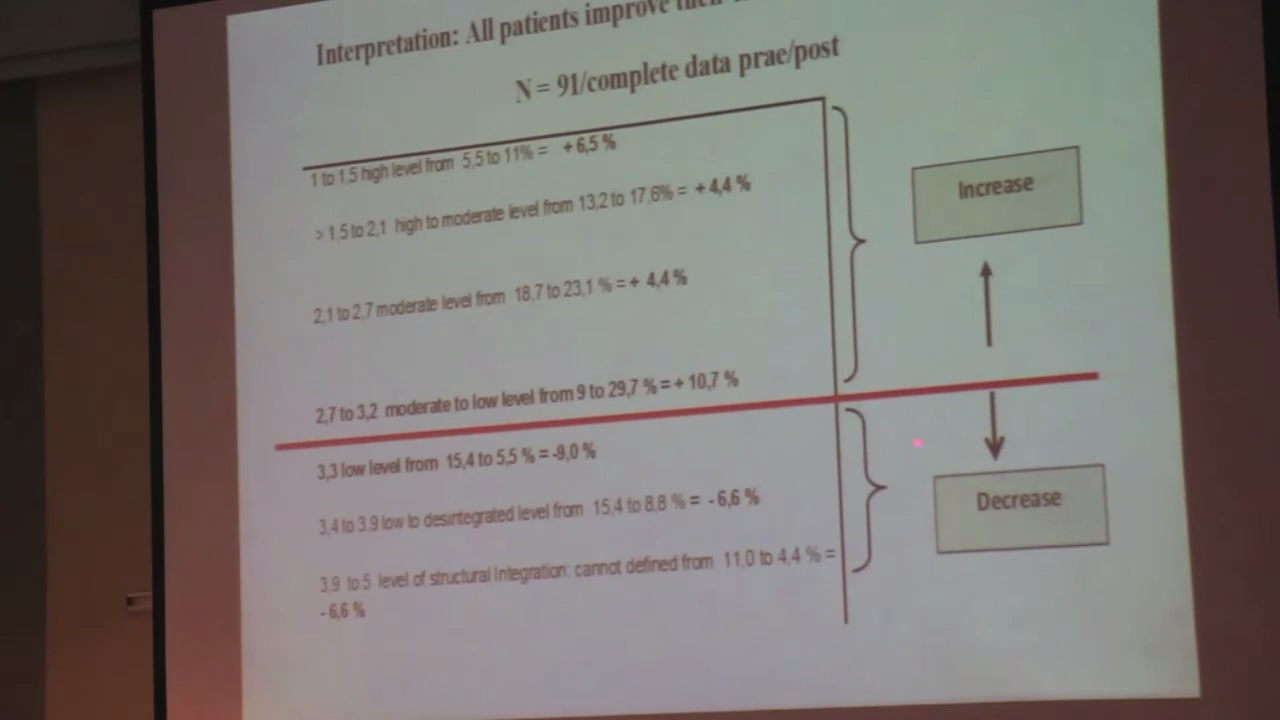 Interpretation: All patients improve their
N = 91/complete data prae/post
1 to 1,5 high level from 5,5 to 11% = +6,5 %
> 1,5 to 2,1 high to moderate level from 13,2 to 17,6% = + 4,4 %
2,1 to 2,7 moderate level from 18,7 to 23,1 % = + 4,4 %
2,7 to 3,2 moderate to low level from 9 to 29,7 % = + 10,7 %
3,3 low level from 15,4 to 5,5 % = -9,0 %
3,4 to 3,9 low to desintegrated level from 15,4 to 8,8 % = - 6,6 %
3,9 to 5 level of structural Integration: cannot defined from 11,0 to 4,4 % =
- 6,6 %
Increase
Decrease